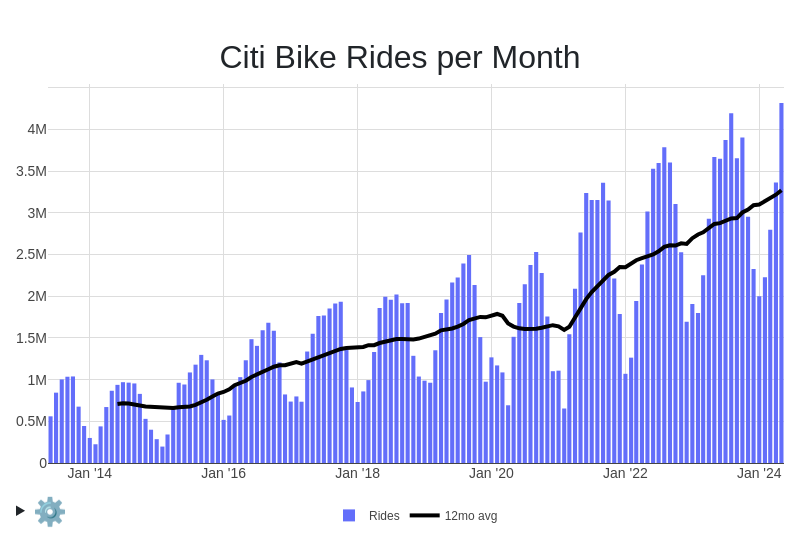 Citi Bike Rides per Month
4M
3.5M
3M
2.5M
2M
1.5M
1M
0.5M
0
Jan '14 Jan '16 Jan '18 Jan '20 Jan '22 Jan '24
Rides 12mo avg